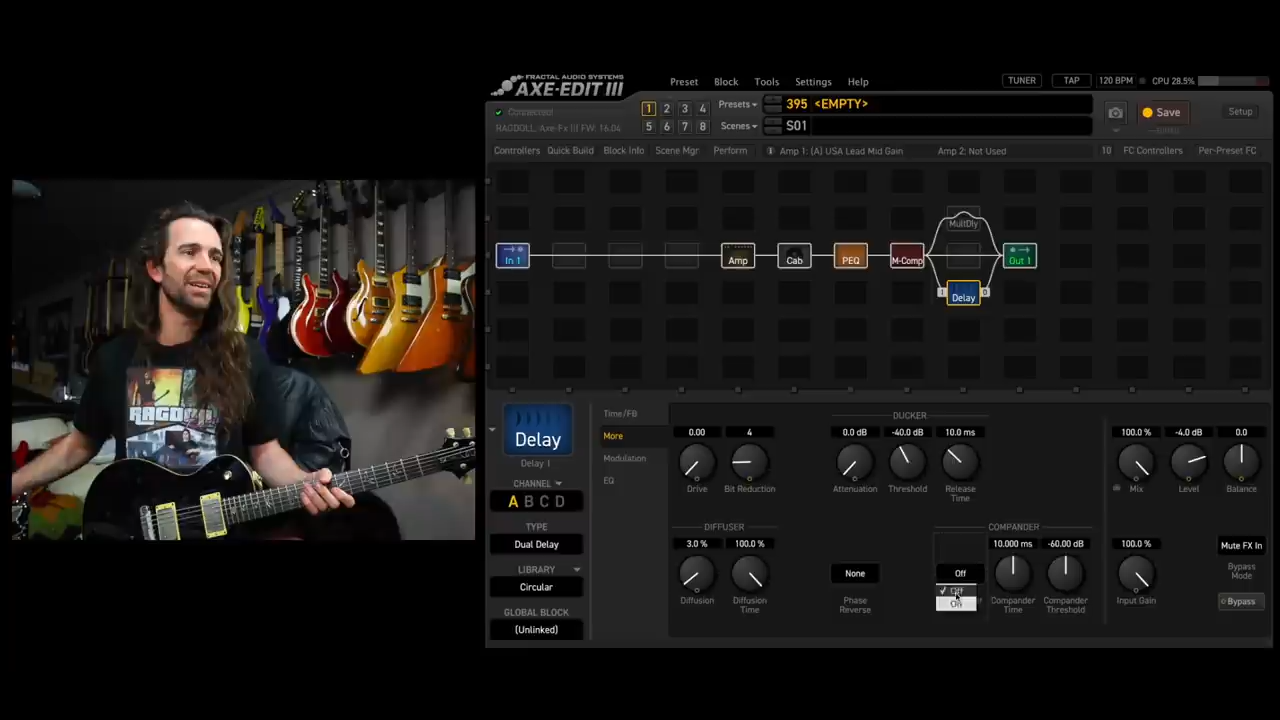 FRACTAL AUDIO SYSTEMS
AXE-EDIT III
Preset Block Tools Settings Help
TUNER TAP 120 BPM CPU 28.5%
Connected!
RAGDOLL: Axe-Fx III FW: 16.04
1 2 3 4
5 6 7 8
Presets 395 <EMPTY>
Scenes S01
Save
Setup
Controllers Quick Build Block Info Scene Mgr Perform Amp 1: (A) USA Lead Mid Gain Amp 2: Not Used 10 FC Controllers Per-Preset FC
MultDly
In 1 Amp Cab PEQ M-Comp Out 1
Delay
Delay
Delay 1
CHANNEL
A B C D
TYPE
Dual Delay
LIBRARY
Circular
GLOBAL BLOCK
(Unlinked)
Time/FB
More
Modulation
EQ
DUCKER
0.00 4 0.0 dB -40.0 dB 10.0 ms 100.0 % -4.0 dB 0.0
Drive Bit Reduction Attenuation Threshold Release Time Mix Level Balance
DIFFUSER COMPANDER
3.0 % 100.0 % None Off 10.000 ms -60.00 dB 100.0 % Mute FX In
Off
On
Diffusion Diffusion Time Phase Reverse Compander Time Compander Threshold Input Gain Bypass Mode
Bypass
RAGDOLL